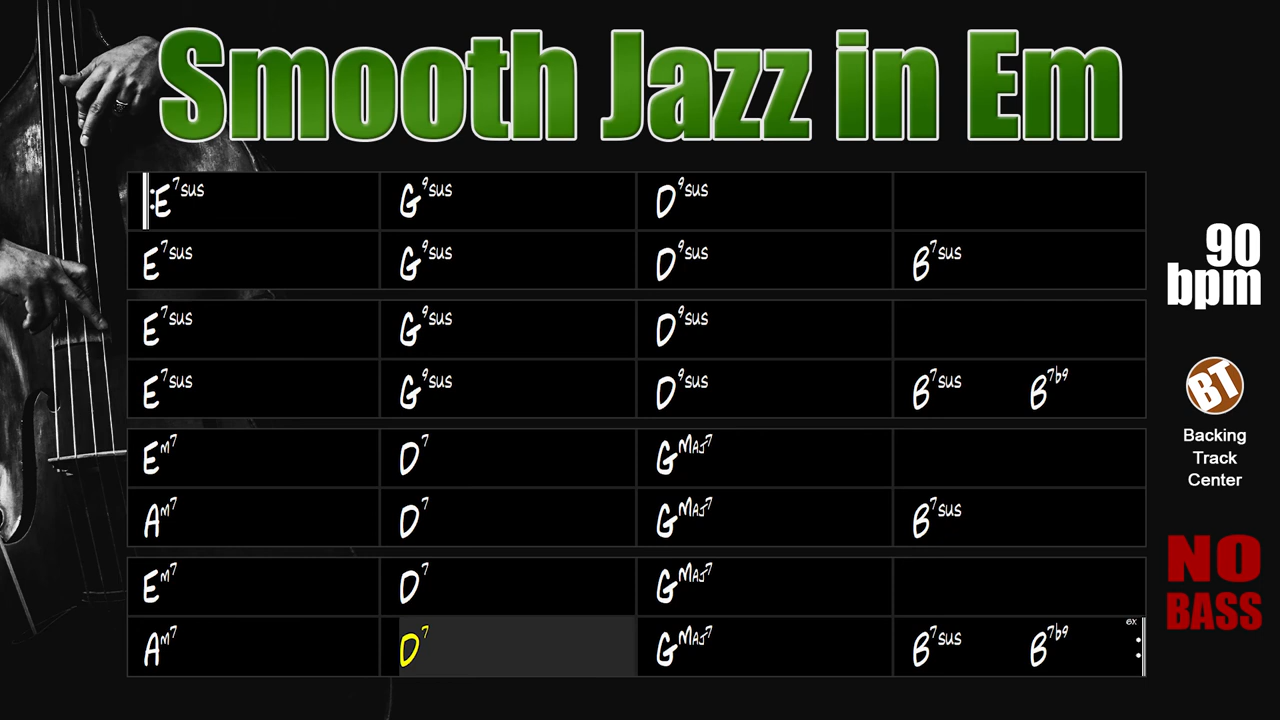 Smooth Jazz in Em
E7sus G9sus D9sus
E7sus G9sus D9sus B7sus
E7sus G9sus D9sus
E7sus G9sus D9sus B7sus B7b9
Em7 D7 GMaj7
Am7 D7 GMaj7 B7sus
Em7 D7 GMaj7
Am7 D7 GMaj7 B7sus B7b9 6x
90
bpm
BT
Backing
Track
Center
NO
BASS